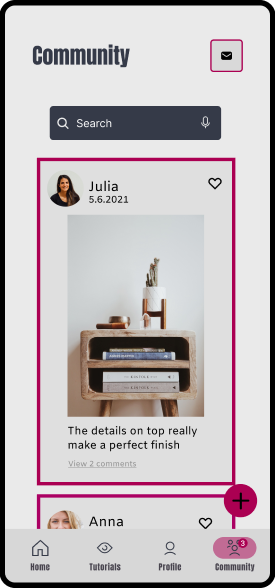 Community
Search
Julia
5.6.2021
The details on top really
make a perfect finish
View 2 comments
Anna
3
Home
Tutorials
Profile
Community